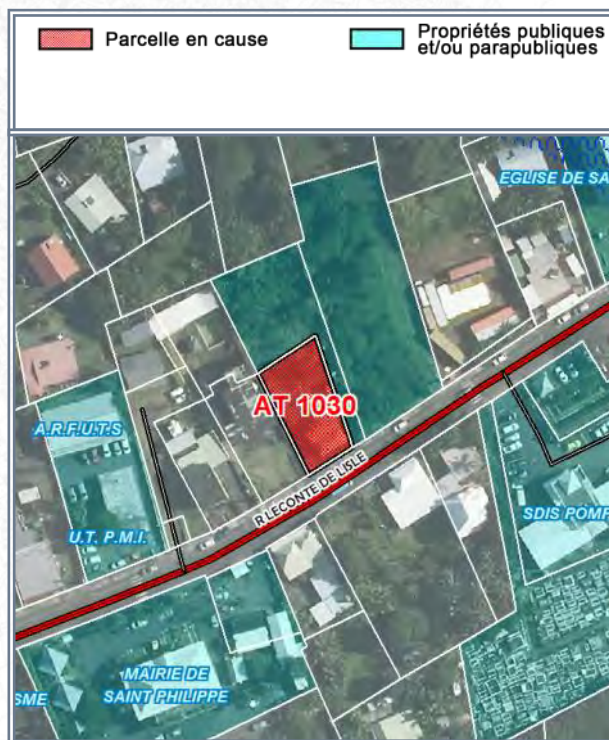 Parcelle en cause
Propriétés publiques
et/ou parapubliques
EGLISE DE SA
AT 1030
A.R.F.U.T.S
R LECONTE DE LISLE
SDIS POMP
U.T. P.M.I.
MAIRIE DE
SAINT PHILIPPE
SME